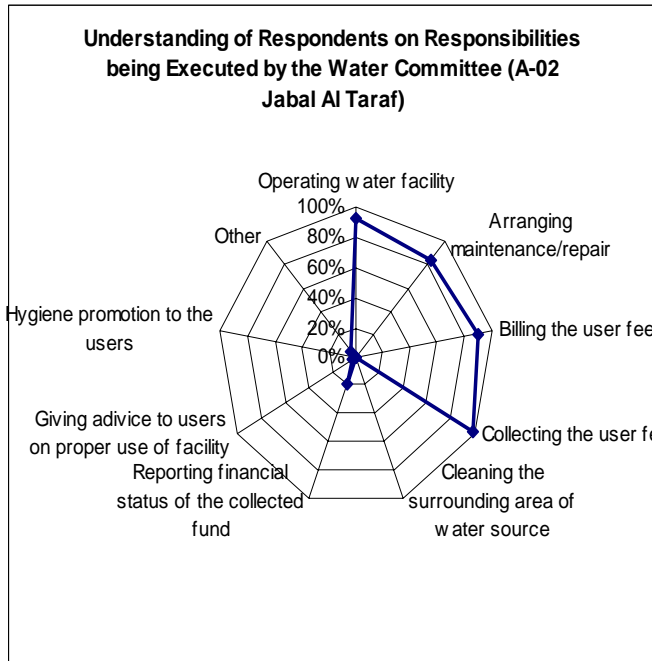 Understanding of Respondents on Responsibilities
being Executed by the Water Committee (A-02
Jabal Al Taraf)
Operating water facility
100%
80%
60%
40%
20%
0%
Arranging
maintenance/repair
Billing the user fee
Collecting the user fe
Cleaning the
surrounding area of
water source
Reporting financial
status of the collected
fund
Giving advice to users
on proper use of facility
Hygiene promotion to the
users
Other